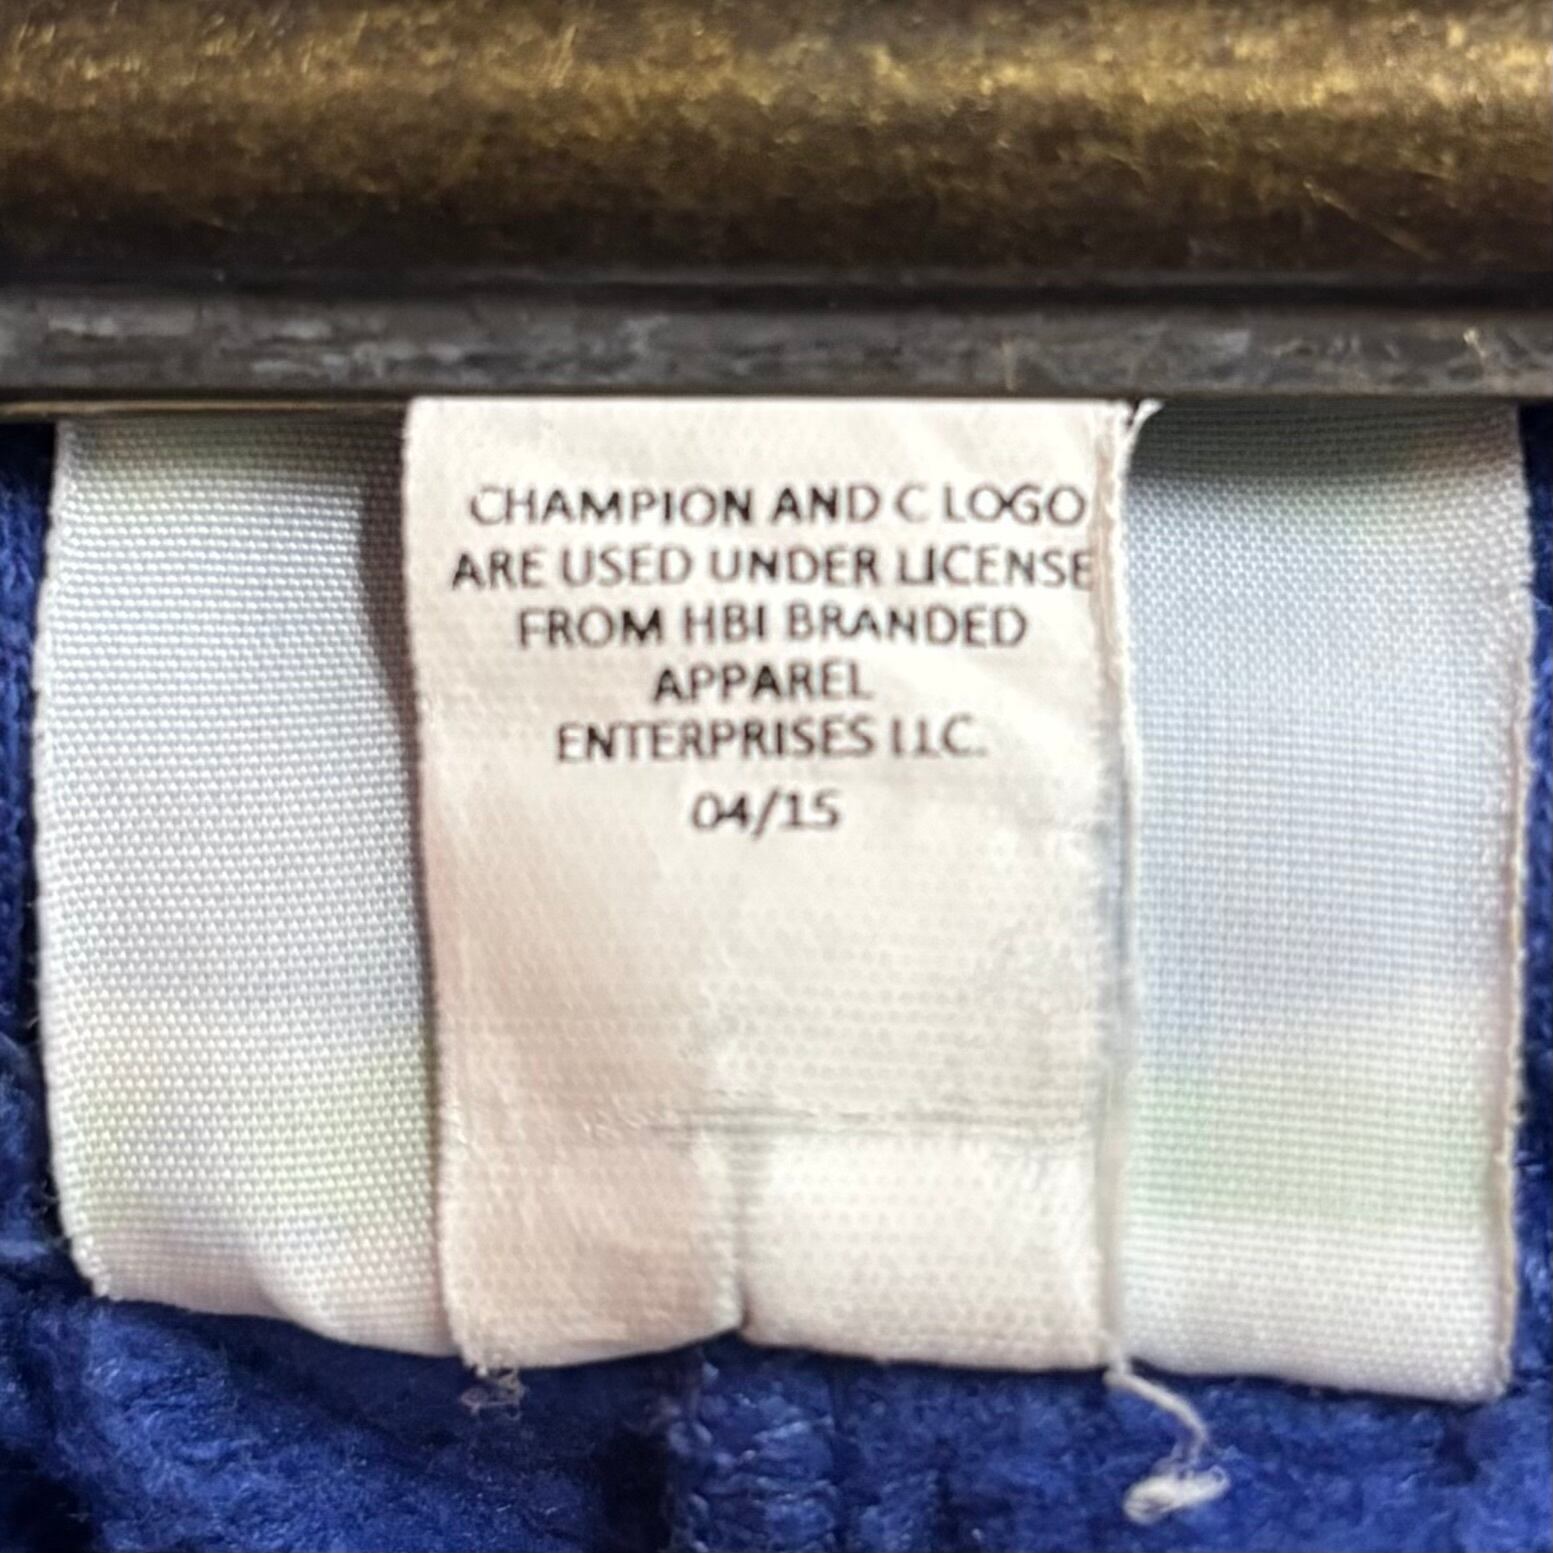 CHAMPION AND C LOGO
ARE USED UNDER LICENSE
FROM HBI BRANDED
APPAREL
ENTERPRISES LLC.
04/15